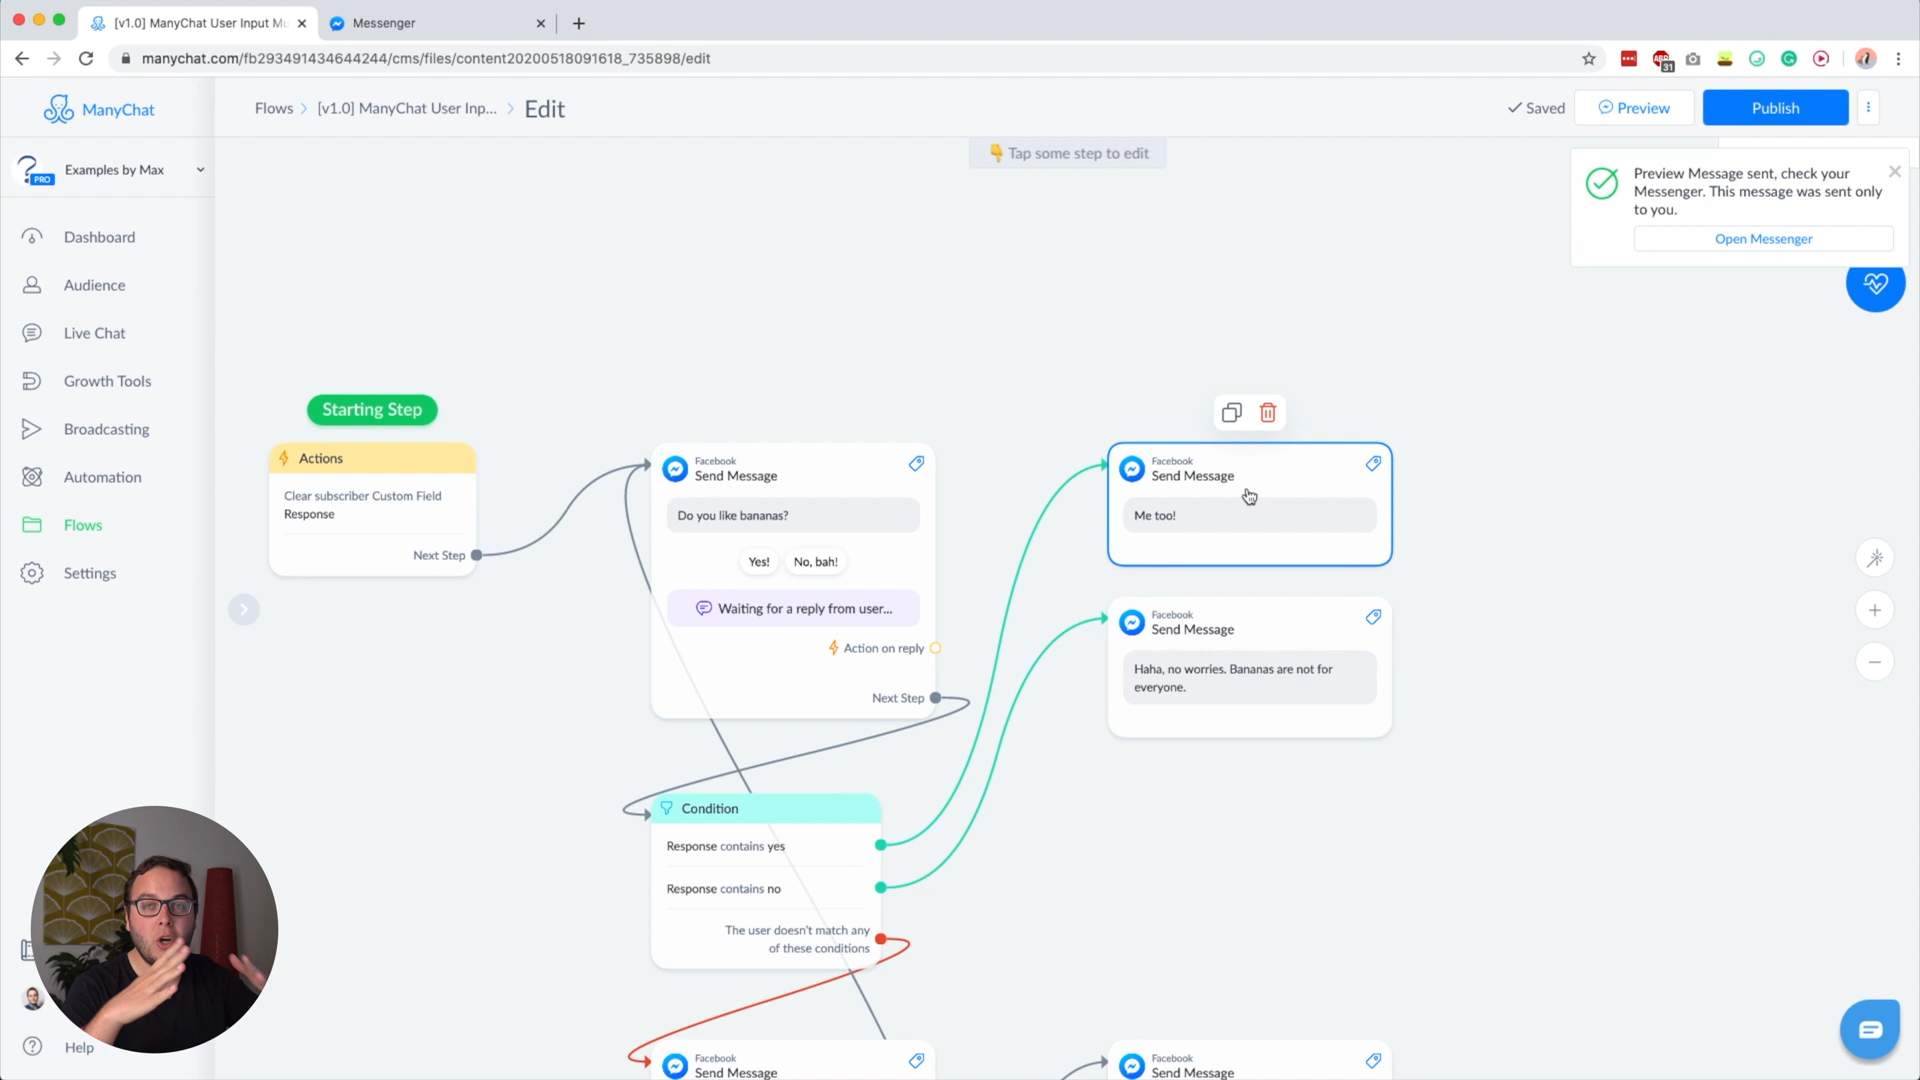 [v1.0] ManyChat User Input Mu
Messenger
manychat.com/fb293491434644244/cms/files/content20200518091618_735898/edit
ABP
31
ManyChat
Flows
[v1.0] ManyChat User Inp...
Edit
Saved
Preview
Publish
Tap some step to edit
PRO
Examples by Max
Preview Message sent, check your
Messenger. This message was sent only
to you.
Open Messenger
Dashboard
Audience
Live Chat
Growth Tools
Broadcasting
Automation
Flows
Settings
Help
Starting Step
Actions
Clear subscriber Custom Field
Response
Next Step
Facebook
Send Message
Do you like bananas?
Yes!
No, bah!
Waiting for a reply from user...
Action on reply
Next Step
Facebook
Send Message
Me too!
Facebook
Send Message
Haha, no worries. Bananas are not for
everyone.
Condition
Response contains yes
Response contains no
The user doesn't match any
of these conditions
Facebook
Send Message
Facebook
Send Message